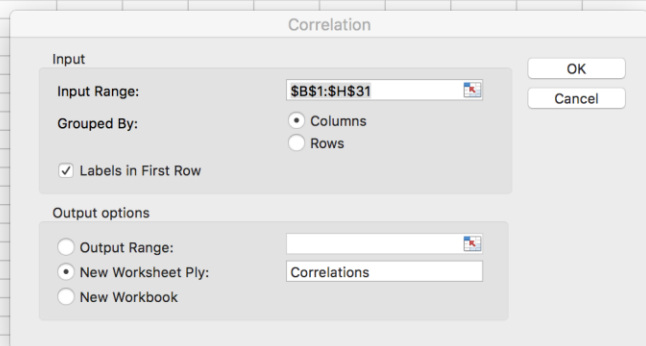 Correlation
Input
OK
Input Range: $B$1:$H$31
Cancel
Grouped By: Columns
Rows
Labels in First Row
Output options
Output Range:
New Worksheet Ply: Correlations
New Workbook